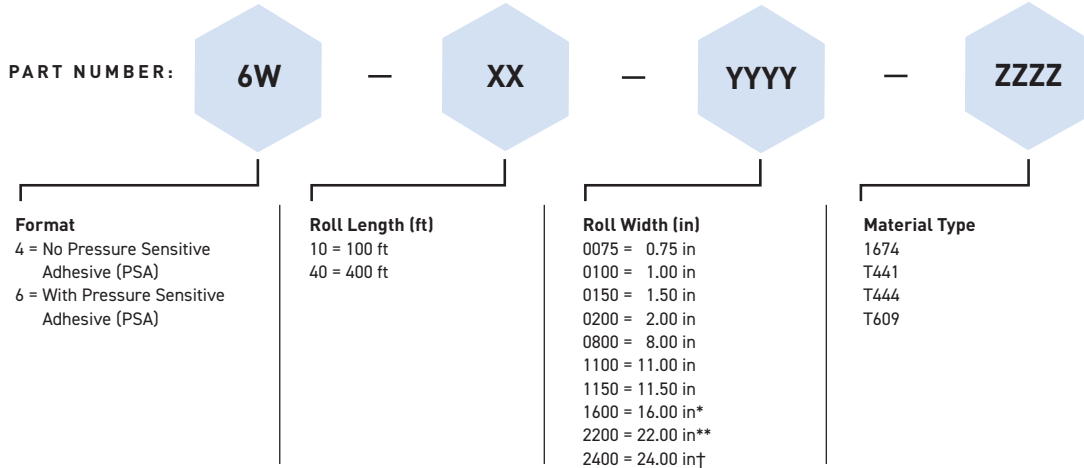 PART NUMBER: 6W — XX — YYYY — ZZZZ
Format
4 = No Pressure Sensitive
Adhesive (PSA)
6 = With Pressure Sensitive
Adhesive (PSA)
Roll Length (ft)
10 = 100 ft
40 = 400 ft
Roll Width (in)
0075 = 0.75 in
0100 = 1.00 in
0150 = 1.50 in
0200 = 2.00 in
0800 = 8.00 in
1100 = 11.00 in
1150 = 11.50 in
1600 = 16.00 in*
2200 = 22.00 in**
2400 = 24.00 in†
Material Type
1674
T441
T444
T609